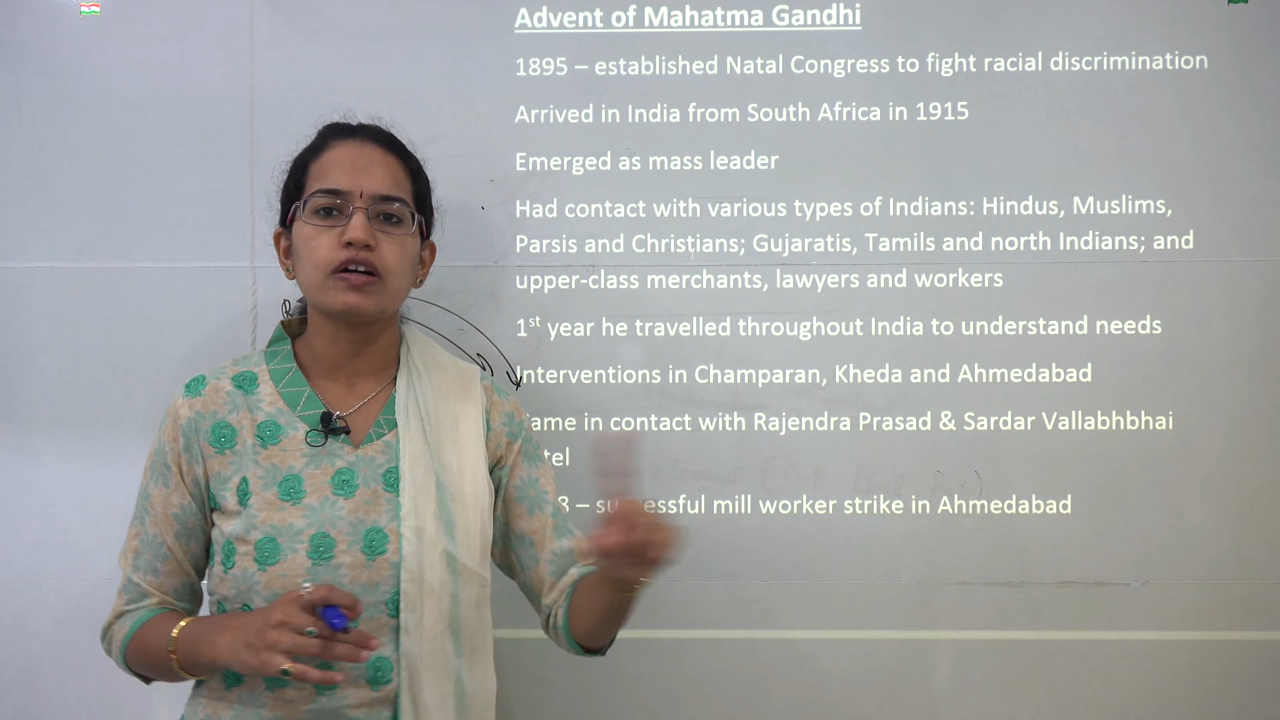 Advent of Mahatma Gandhi
1895 – established Natal Congress to fight racial discrimination
Arrived in India from South Africa in 1915
Emerged as mass leader
Had contact with various types of Indians: Hindus, Muslims,
Parsis and Christians; Gujaratis, Tamils and north Indians; and
upper-class merchants, lawyers and workers
1st year he travelled throughout India to understand needs
Interventions in Champaran, Kheda and Ahmedabad
ame in contact with Rajendra Prasad & Sardar Vallabhbhai
tel
8 – su essful mill worker strike in Ahmedabad